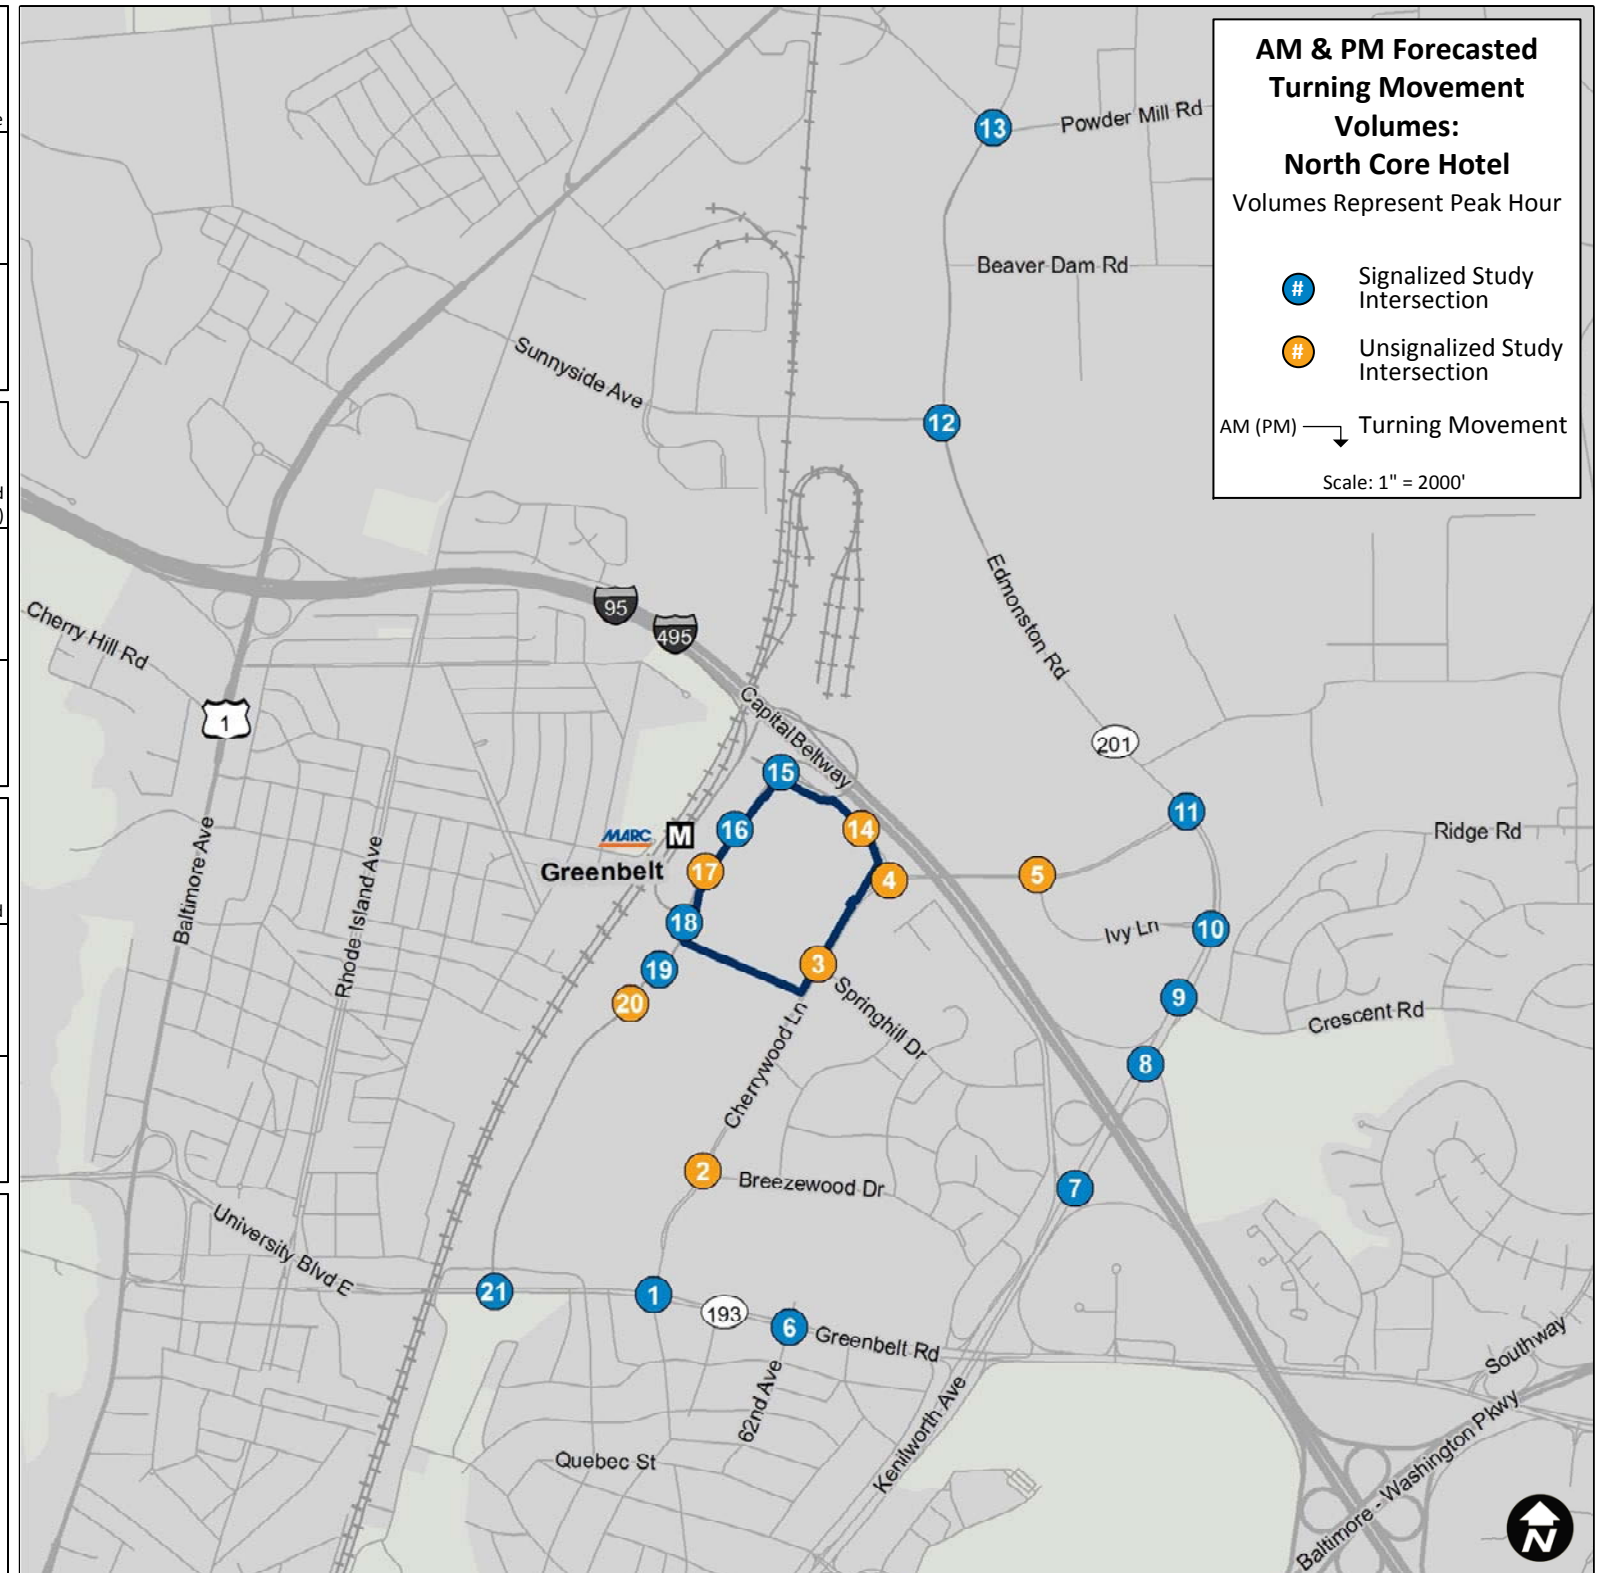 AM & PM Forecasted
Turning Movement
Volumes:
North Core Hotel
Volumes Represent Peak Hour
# Signalized Study
Intersection
# Unsignalized Study
Intersection
AM (PM) Turning Movement
Scale: 1" = 2000'
13
Powder Mill Rd
Beaver Dam Rd
Sunnyside Ave
12
Edmonston Rd
95
495
Cherry Hill Rd
1
Capital Beltway
201
15
11
16
14
MARC
M
Ridge Rd
Greenbelt
17
4
5
Baltimore Ave
Rhode Island Ave
18
Ivy Ln
10
19
3
9
20
Springhill Dr
Crescent Rd
Cherrywood Ln
8
2
Breezewood Dr
7
University Blvd E
21
1
193
6
Greenbelt Rd
Southway
62nd Ave
Kenilworth Ave
Quebec St
Baltimore - Washington Pkwy
N